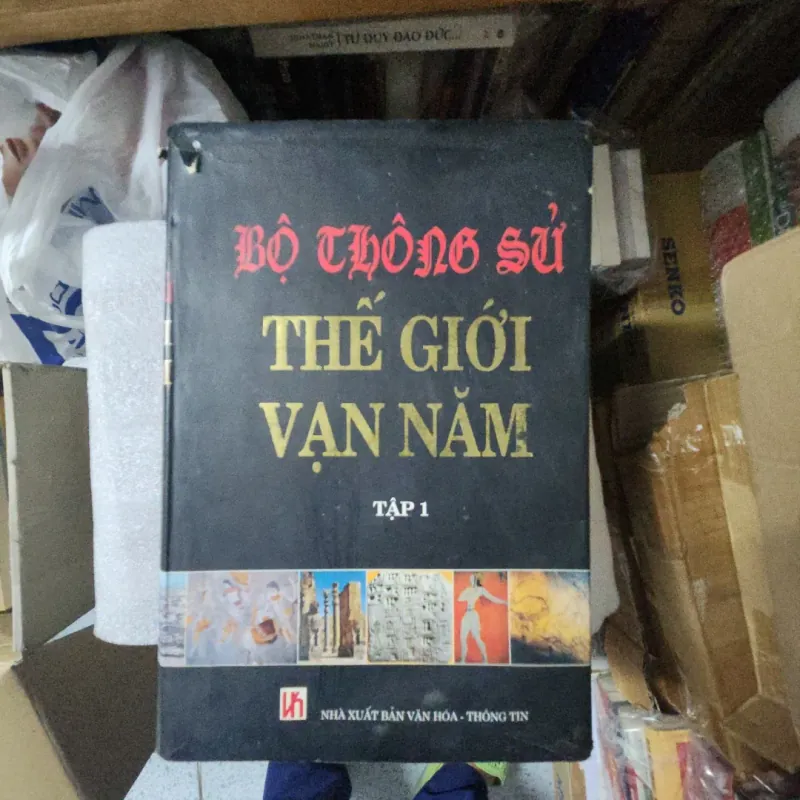 TƯ DUY ĐẠO ĐỨC...
BỘ THÔNG SỬ
THẾ GIỚI
VẠN NĂM
TẬP 1
NHÀ XUẤT BẢN VĂN HÓA - THÔNG TIN
SENKO